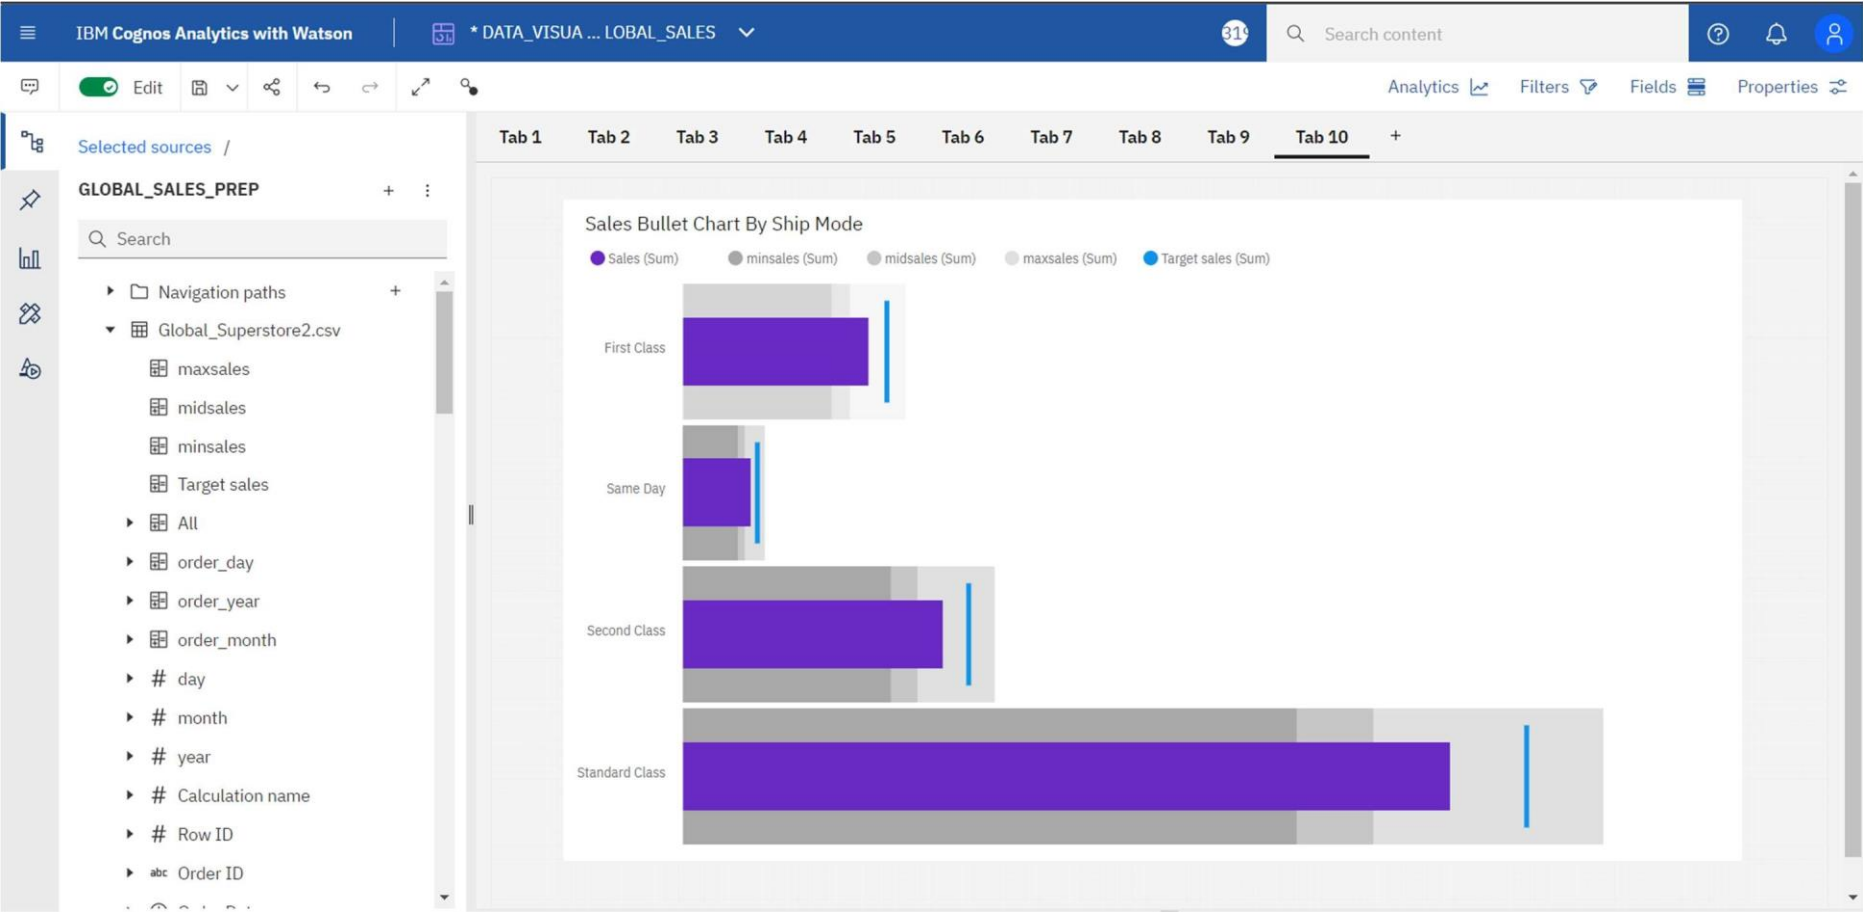 IBM Cognos Analytics with Watson
* DATA_VISUA ... LOBAL_SALES
Search content
Edit
Analytics
Filters
Fields
Properties
Selected sources /
GLOBAL_SALES_PREP
Search
Navigation paths
Global_Superstore2.csv
maxsales
midsales
minsales
Target sales
All
order_day
order_year
order_month
# day
# month
# year
# Calculation name
# Row ID
abc Order ID
Tab 1 Tab 2 Tab 3 Tab 4 Tab 5 Tab 6 Tab 7 Tab 8 Tab 9 Tab 10 +
Sales Bullet Chart By Ship Mode
Sales (Sum) minsales (Sum) midsales (Sum) maxsales (Sum) Target sales (Sum)
First Class
Same Day
Second Class
Standard Class